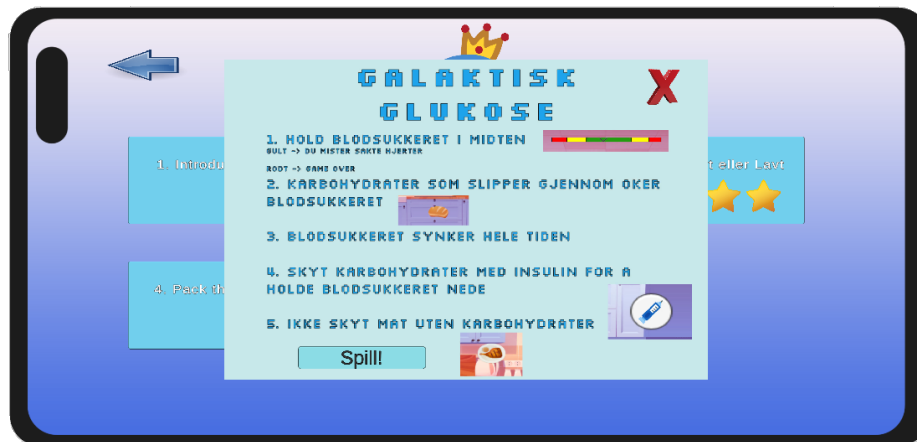 GALAKTISK
GLUKOSE
X
1. HOLD BLODSUKKERET I MIDTEN
GULT -> DU MISTER SAKTE HJERTER
RODT -> GAME OVER
1. Introdu
t eller Lavt
2. KARBOHYDRATER SOM SLIPPER GJENNOM OKER
BLODSUKKERET
3. BLODSUKKERET SYNKER HELE TIDEN
4. SKYT KARBOHYDRATER MED INSULIN FOR A
HOLDE BLODSUKKERET NEDE
4. Pack th
5. IKKE SKYT MAT UTEN KARBOHYDRATER
Spill!